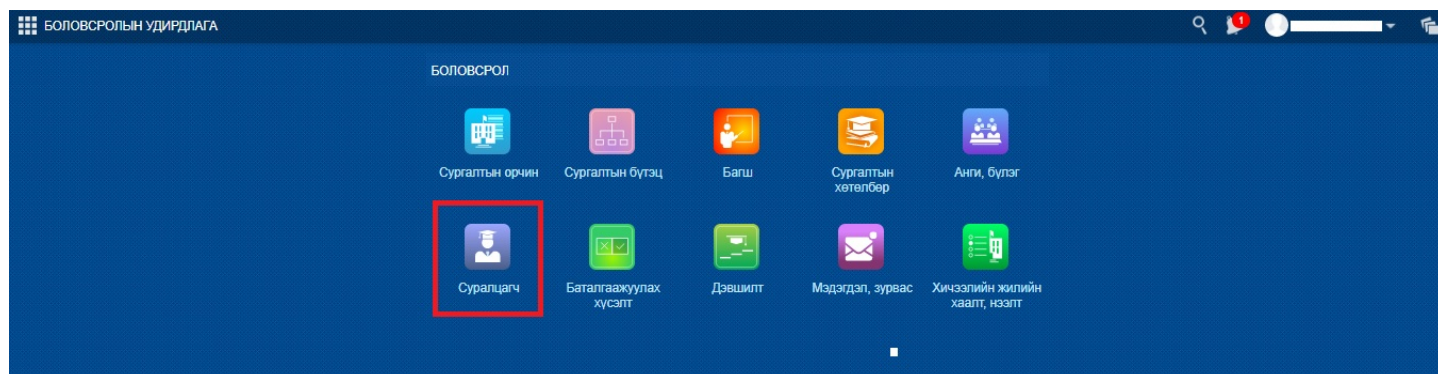 БОЛОВСРОЛЫН УДИРДЛАГА
1
БОЛОВСРОЛ
Сургалтын орчин
Сургалтын бүтэц
Багш
Сургалтын
хөтөлбөр
Анги, бүлэг
Суралцагч
Баталгаажуулах
хүсэлт
Дэвшилт
Мэдэгдэл, зурвас
Хичээлийн жилийн
хаалт, нээлт